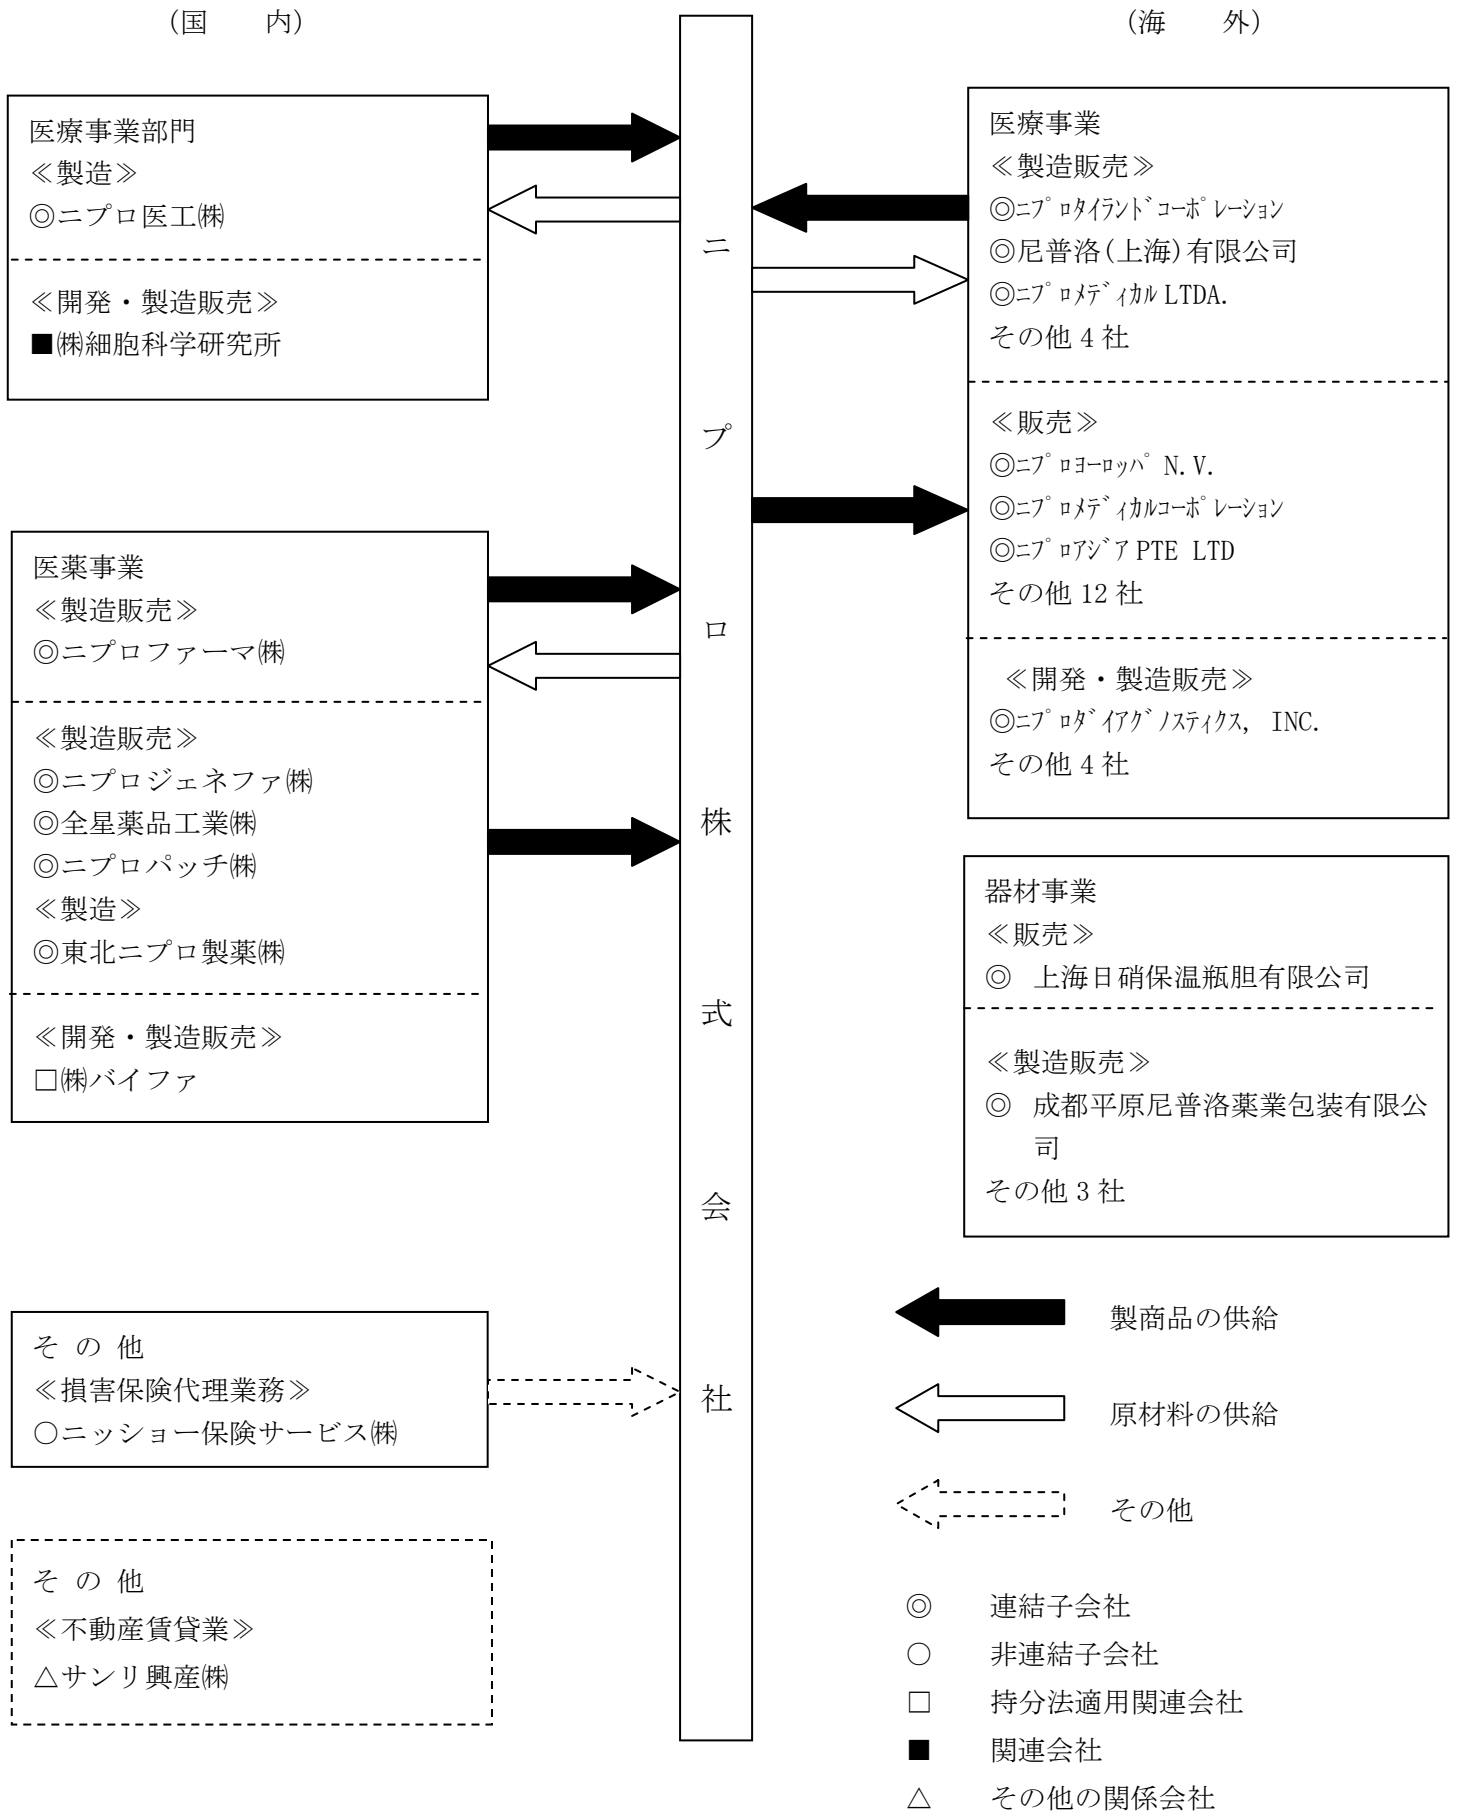 (国　　内)
医療事業部門
≪製造≫
◎ニプロ医工㈱
≪開発・製造販売≫
■㈱細胞科学研究所
医薬事業
≪製造販売≫
◎ニプロファーマ㈱
≪製造販売≫
◎ニプロジェネファ㈱
◎全星薬品工業㈱
◎ニプロパッチ㈱
≪製造≫
◎東北ニプロ製薬㈱
≪開発・製造販売≫
□㈱バイファ
そ の 他
≪損害保険代理業務≫
○ニッショー保険サービス㈱
そ の 他
≪不動産賃貸業≫
△サンリ興産㈱
ニプロ株式会社
(海　　外)
医療事業
≪製造販売≫
◎ﾆﾌﾟﾛﾀｲﾗﾝﾄﾞｺｰﾎﾟﾚｰｼｮﾝ
◎尼普洛(上海)有限公司
◎ﾆﾌﾟﾛﾒﾃﾞｨｶﾙ LTDA.
その他 4 社
≪販売≫
◎ﾆﾌﾟﾛﾖｰﾛｯﾊﾟ N.V.
◎ﾆﾌﾟﾛﾒﾃﾞｨｶﾙｺｰﾎﾟﾚｰｼｮﾝ
◎ﾆﾌﾟﾛｱｼﾞｱ PTE LTD
その他 12 社
≪開発・製造販売≫
◎ﾆﾌﾟﾛﾀﾞｲｱｸﾞﾉｽﾃｨｸｽ, INC.
その他 4 社
器材事業
≪販売≫
◎ 上海日硝保温瓶胆有限公司
≪製造販売≫
◎ 成都平原尼普洛薬業包装有限公
司
その他 3 社
製商品の供給
原材料の供給
その他
◎ 連結子会社
○ 非連結子会社
□ 持分法適用関連会社
■ 関連会社
△ その他の関係会社